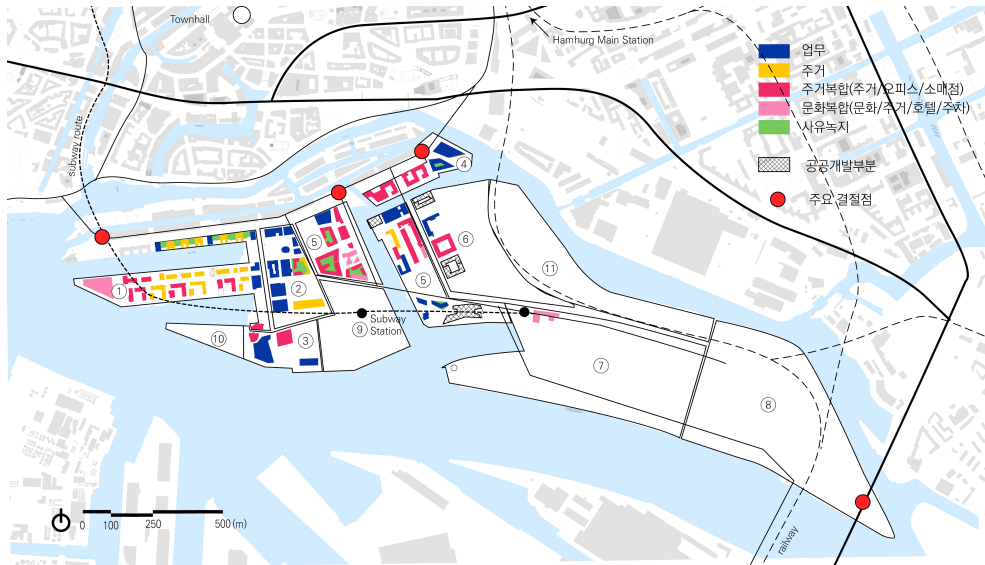 Townhall
Hamhurg Main Station
subway route
업무
주거
주거복합(주거/오피스/소매점)
문화복합(문화/주거/호텔/주차)
사유녹지
공공개발부분
주요 결절점
④
⑤
⑥
⑪
①
②
⑤
Subway
Station
⑨
⑩
③
⑦
⑧
railway
0 100 250 500 (m)